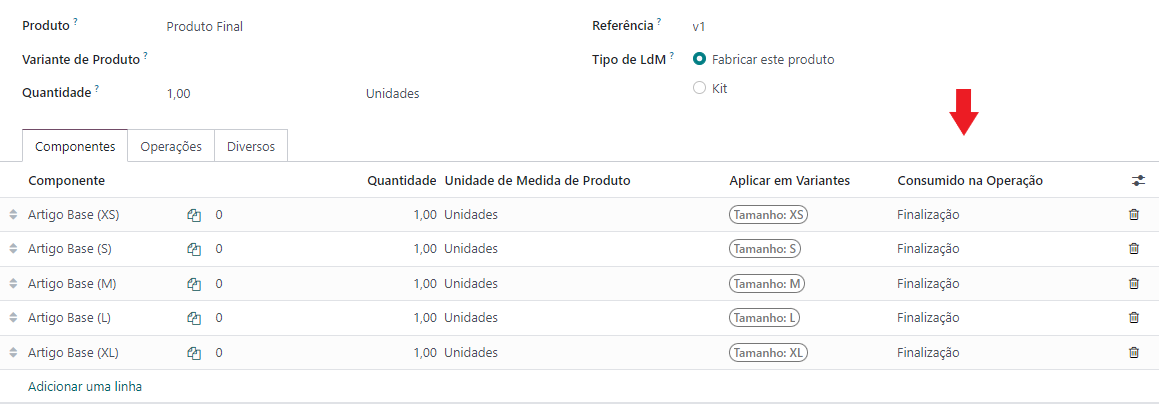 Produto ? Produto Final Referência ? v1
Variante de Produto ? Tipo de LdM ? Fabricar este produto
Quantidade ? 1,00 Unidades Kit
Componentes Operações Diversos
Componente Quantidade Unidade de Medida de Produto Aplicar em Variantes Consumido na Operação
Artigo Base (XS) 0 1,00 Unidades Tamanho: XS Finalização
Artigo Base (S) 0 1,00 Unidades Tamanho: S Finalização
Artigo Base (M) 0 1,00 Unidades Tamanho: M Finalização
Artigo Base (L) 0 1,00 Unidades Tamanho: L Finalização
Artigo Base (XL) 0 1,00 Unidades Tamanho: XL Finalização
Adicionar uma linha